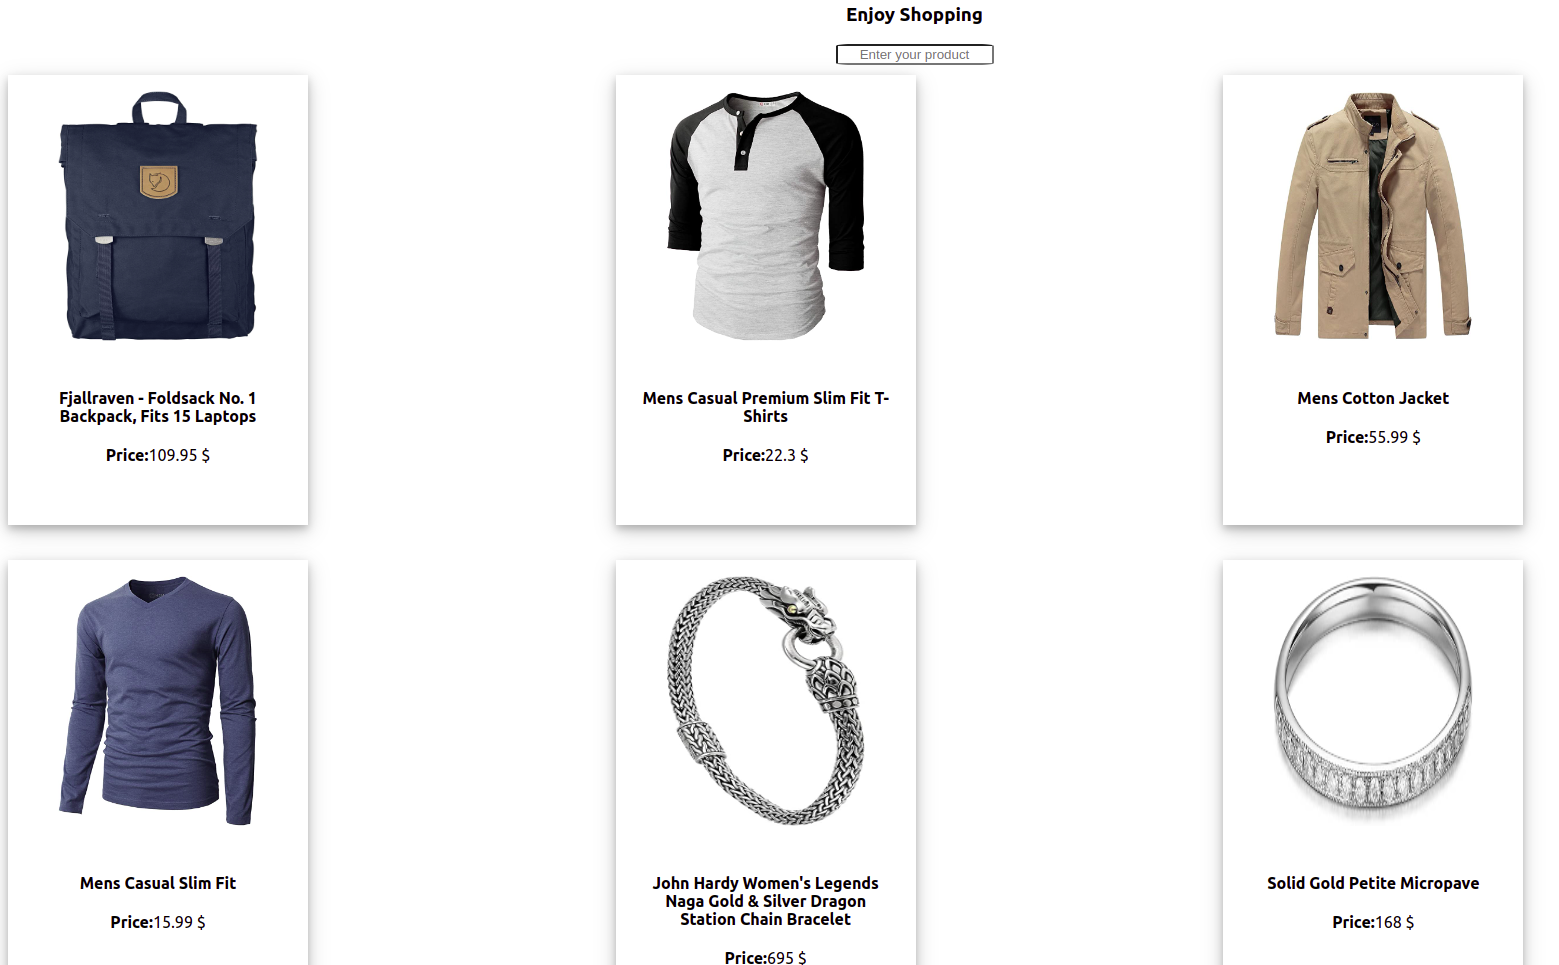 Enjoy Shopping
Enter your product
Fjallraven - Foldsack No. 1
Backpack, Fits 15 Laptops
Price:109.95 $
Mens Casual Premium Slim Fit T-
Shirts
Price:22.3 $
Mens Cotton Jacket
Price:55.99 $
Mens Casual Slim Fit
Price:15.99 $
John Hardy Women's Legends
Naga Gold & Silver Dragon
Station Chain Bracelet
Price:695 $
Solid Gold Petite Micropave
Price:168 $